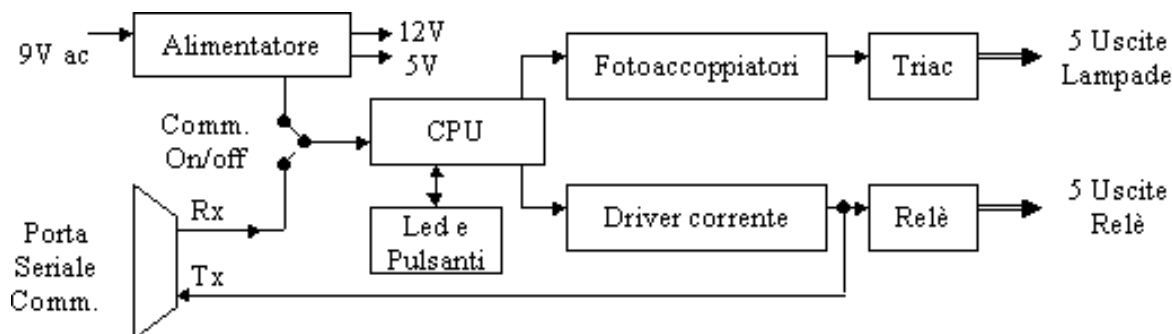 9V ac
Alimentatore
12V
5V
Comm.
On/off
CPU
Fotoaccoppiatori
Triac
5 Uscite
Lampade
Porta
Seriale
Comm.
Rx
Tx
Led e
Pulsanti
Driver corrente
Relè
5 Uscite
Relè